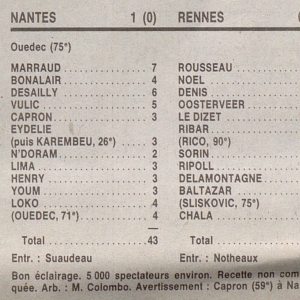 NANTES 1 (0) RENNES
Ouedec (75°)
MARRAUD 7 ROUSSEAU
BONALAIR 4 NOEL
DESAILLY 6 DENIS
VULIC 5 OOSTERVEER
CAPRON 3 LE DIZET
EYDELIE RIBAR
(puis KAREMBEU, 26°) 3 (RICO, 90°)
N'DORAM 2 SORIN
LIMA 3 RIPOLL
HENRY 3 DELAMONTAGNE
YOUM 3 BALTAZAR
LOKO 4 (SLISKOVIC, 75°)
(OUEDEC, 71°) 4 CHALA
Total 43 Total
Entr. : Suaudeau Entr. : Notheaux
Bon éclairage. 5 000 spectateurs environ. Recette non com
quée. Arb. : M. Colombo. Avertissement : Capron (59°) à Na